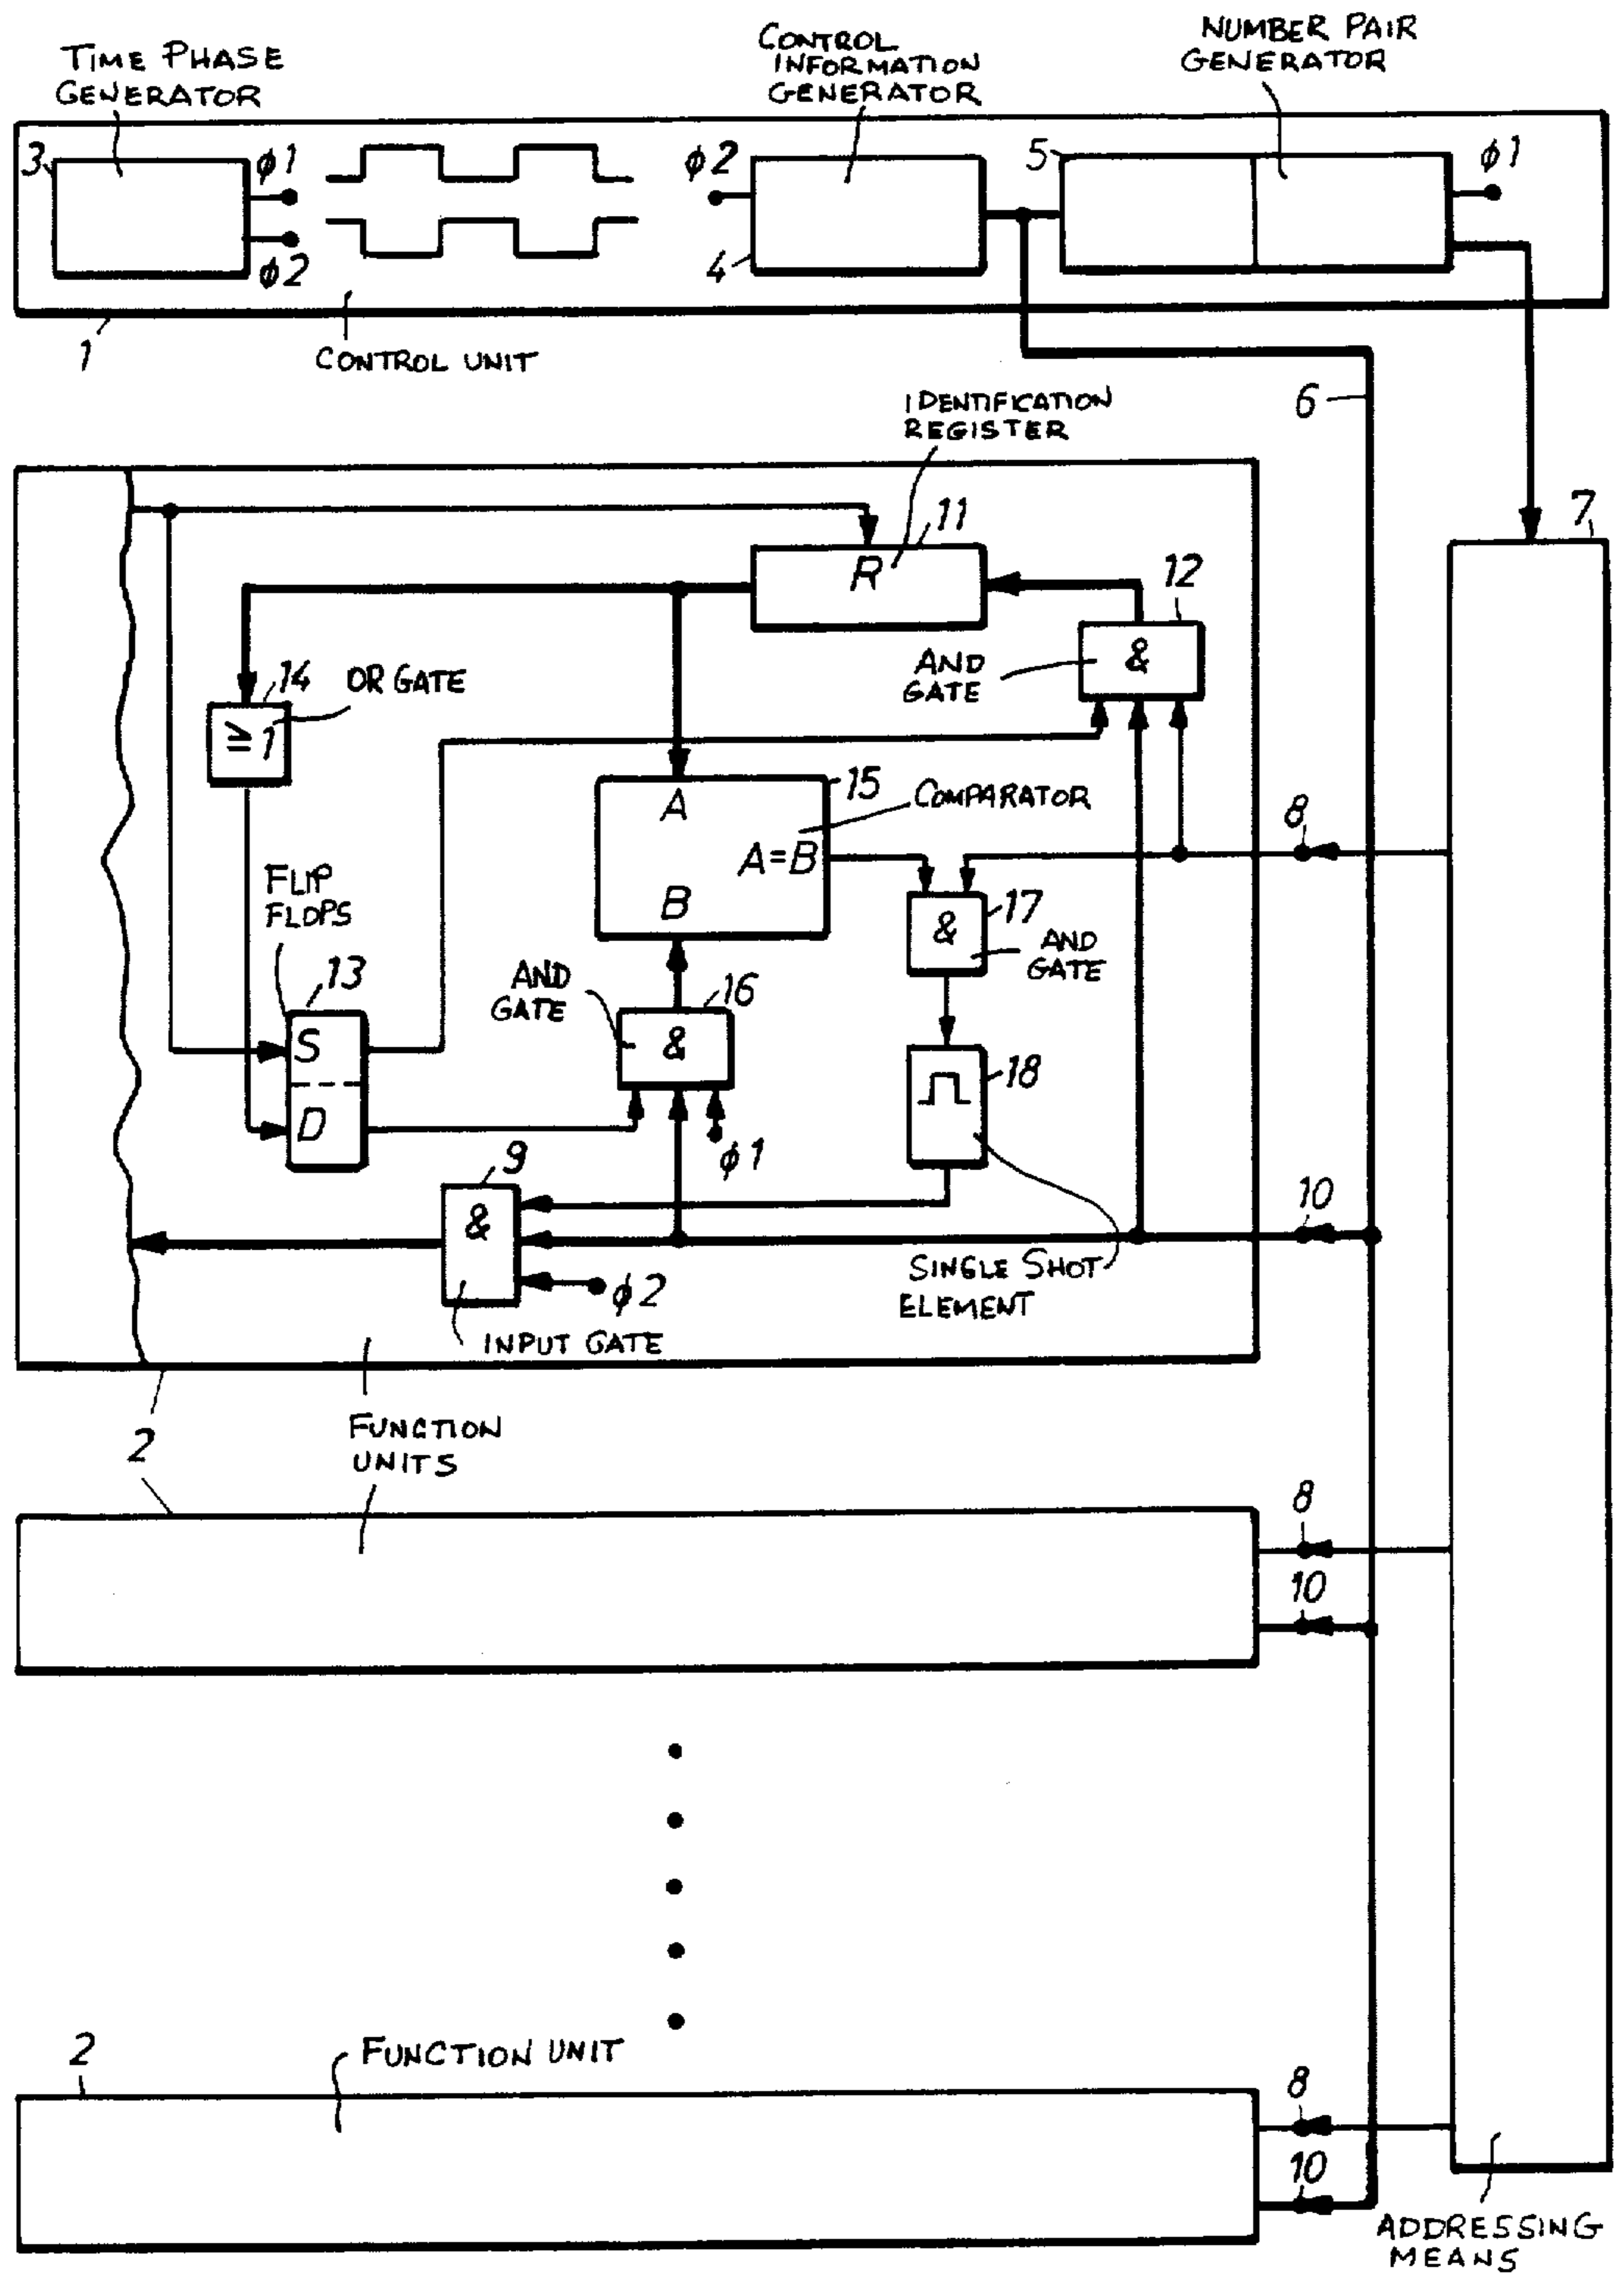 TIME PHASE
GENERATOR
CONTROL
INFORMATION
GENERATOR
NUMBER PAIR
GENERATOR
3
φ1
φ2
φ2
4
5
φ1
1
CONTROL UNIT
6
IDENTIFICATION
REGISTER
11
R
7
12
&
AND
GATE
14
OR GATE
≥1
15
COMPARATOR
A
A=B
B
8
FLIP
FLOPS
13
S
D
AND
GATE
16
&
φ1
17
&
AND
GATE
18
9
&
φ2
INPUT GATE
10
SINGLE SHOT
ELEMENT
2
FUNCTION
UNITS
8
10
2
FUNCTION UNIT
8
10
ADDRESSING
MEANS